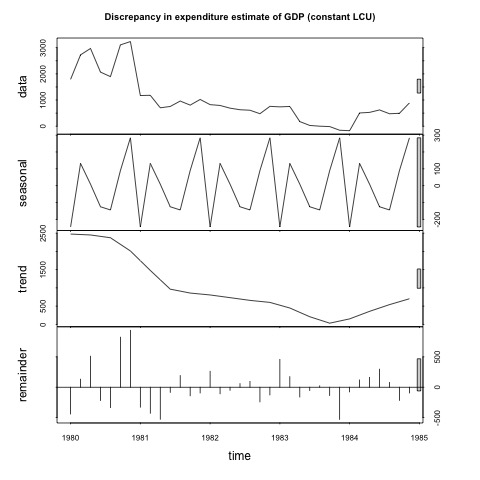 Discrepancy in expenditure estimate of GDP (constant LCU)
data
0 1000 2000 3000
seasonal
-200 0 100 300
trend
0 500 1500 2500
remainder
-500 0 500
1980 1981 1982 1983 1984 1985
time